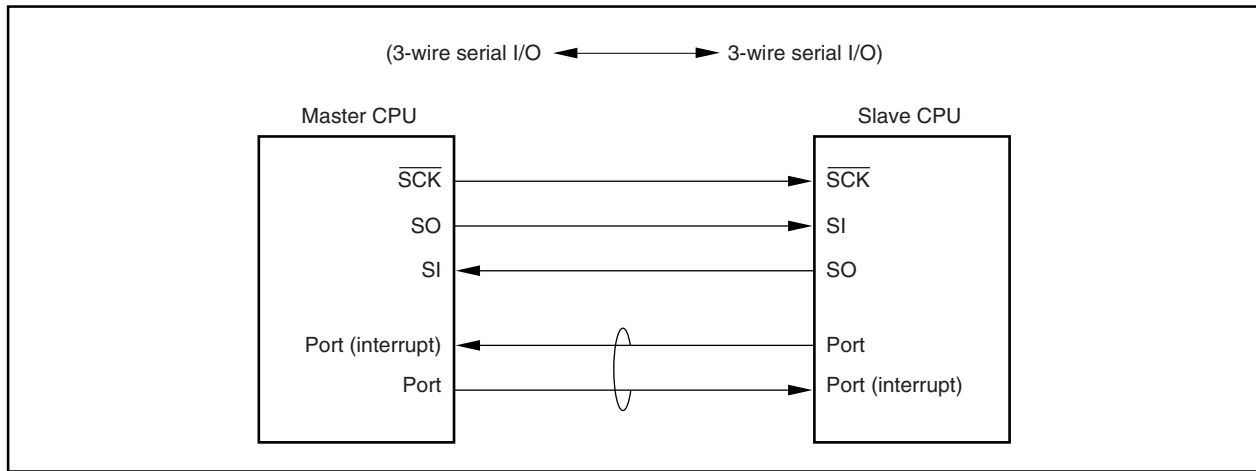 (3-wire serial I/O 3-wire serial I/O)
Master CPU Slave CPU
SCK SCK
SO SI
SI SO
Port (interrupt) Port
Port Port (interrupt)